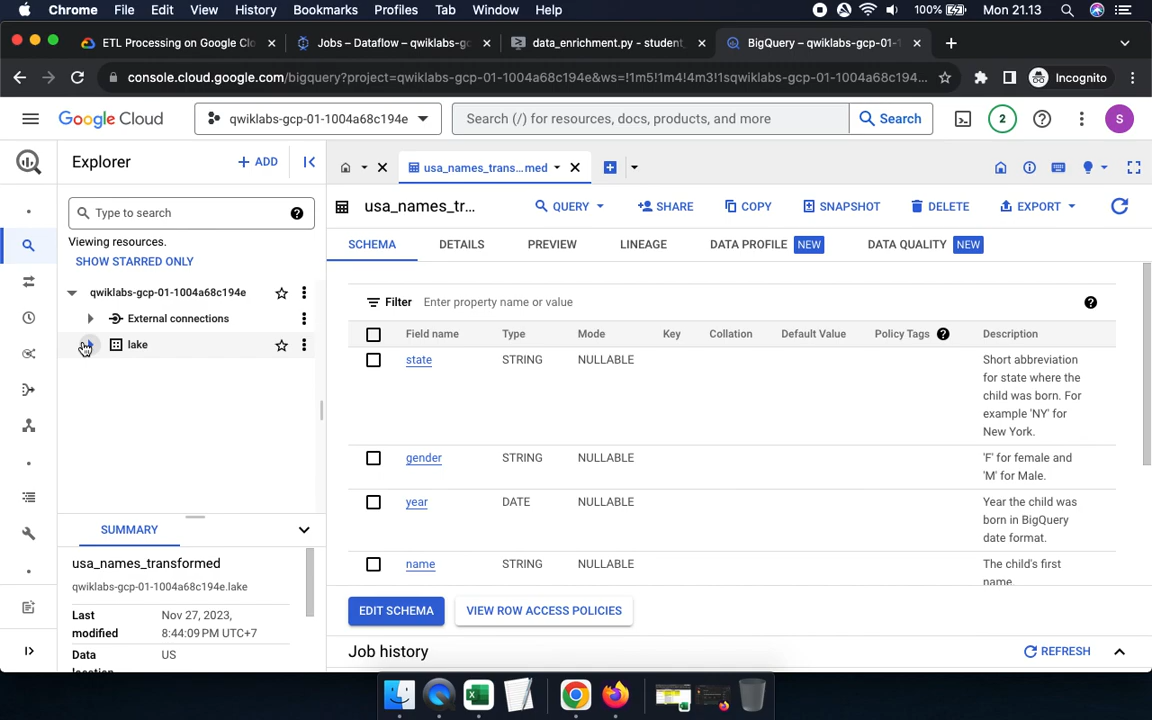 Chrome File Edit View History Bookmarks Profiles Tab Window Help 100% Mon 21.13
ETL Processing on Google Clo
Jobs – Dataflow – qwiklabs-gc
data_enrichment.py - student_
BigQuery – qwiklabs-gcp-01-1
console.cloud.google.com/bigquery?project=qwiklabs-gcp-01-1004a68c194e&ws=!1m5!1m4!4m3!1sqwiklabs-gcp-01-1004a68c194... Incognito
Google Cloud qwiklabs-gcp-01-1004a68c194e Search (/) for resources, docs, products, and more Search 2 S
Explorer + ADD
Type to search
Viewing resources.
SHOW STARRED ONLY
qwiklabs-gcp-01-1004a68c194e
External connections
lake
SUMMARY
usa_names_transformed
qwiklabs-gcp-01-1004a68c194e.lake
Last modified Nov 27, 2023, 8:44:09 PM UTC+7
Data location US
usa_names_trans...med
usa_names_tr... QUERY SHARE COPY SNAPSHOT DELETE EXPORT
SCHEMA DETAILS PREVIEW LINEAGE DATA PROFILE NEW DATA QUALITY NEW
Filter Enter property name or value
Field name Type Mode Key Collation Default Value Policy Tags Description
state STRING NULLABLE Short abbreviation
for state where the
child was born. For
example 'NY' for
New York.
gender STRING NULLABLE 'F' for female and
'M' for Male.
year DATE NULLABLE Year the child was
born in BigQuery
date format.
name STRING NULLABLE The child's first
name.
EDIT SCHEMA VIEW ROW ACCESS POLICIES
Job history REFRESH